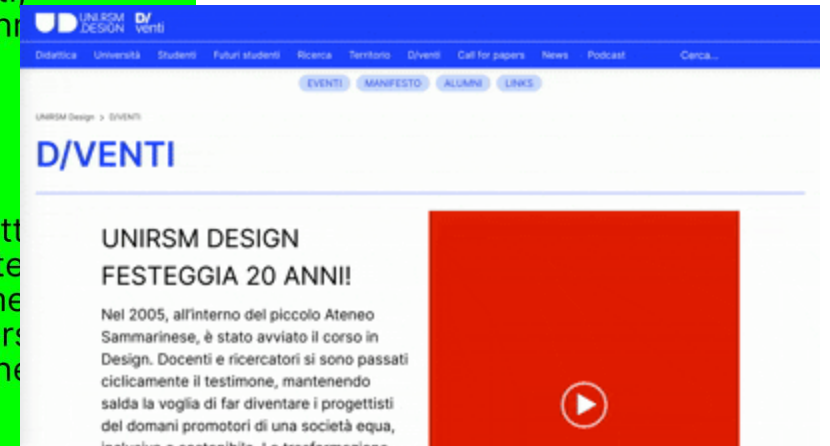 UNI.RSM
.DESIGN
D/
venti
Didattica Università Studenti Futuri studenti Ricerca Territorio D/venti Call for papers News Podcast Cerca...
EVENTI MANIFESTO ALUMNI LINKS
UNIRSM Design > D/VENTI
D/VENTI
UNIRSM DESIGN
FESTEGGIA 20 ANNI!
Nel 2005, all'interno del piccolo Ateneo
Sammarinese, è stato avviato il corso in
Design. Docenti e ricercatori si sono passati
ciclicamente il testimone, mantenendo
salda la voglia di far diventare i progettisti
del domani promotori di una società equa,